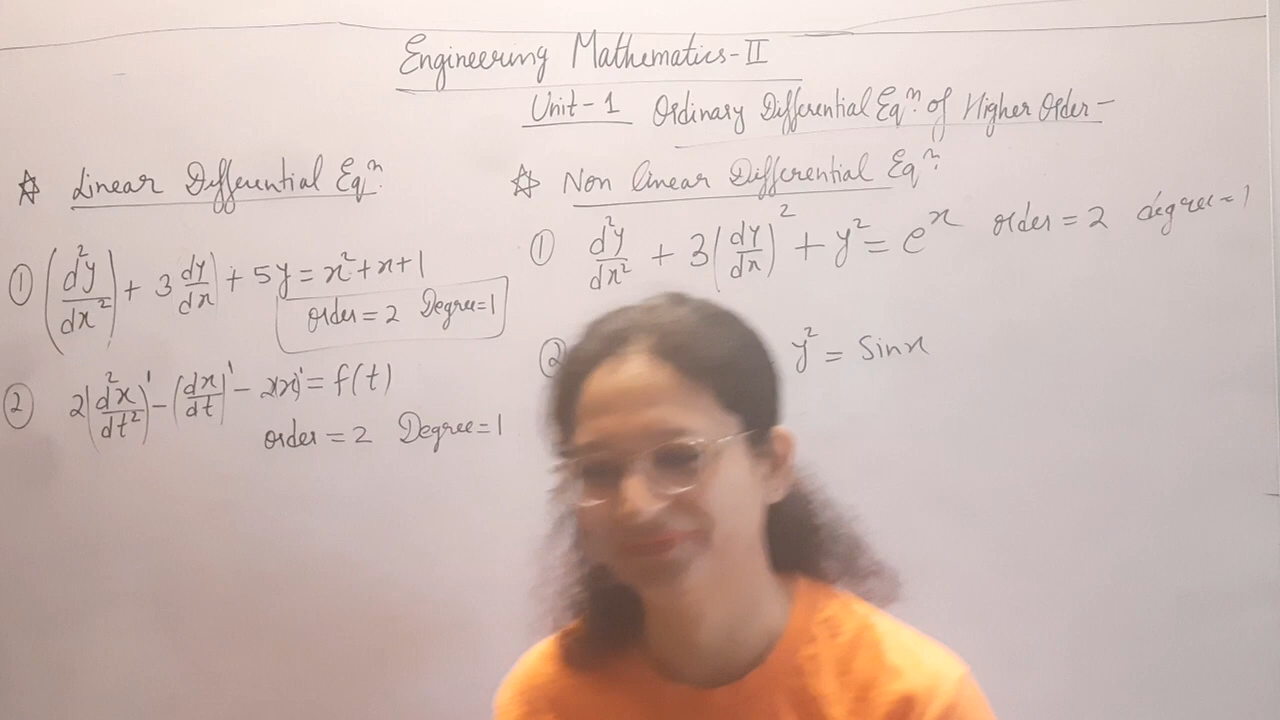 Engineering Mathematics-II
Unit-1 Ordinary Differential Eqⁿ. of Higher Order-
☆ Linear Differential Eqⁿ.
① (d²y/dx²) + 3 dy/dx + 5y = x²+x+1
order = 2 Degree=1
② 2(d²x/dt²)¹ - (dx/dt)¹ - 2(x)¹ = f(t)
order = 2 Degree=1
☆ Non linear Differential Eqⁿ.
① d²y/dx² + 3(dy/dx)² + y² = eˣ order = 2 degree=1
② y² = Sinx